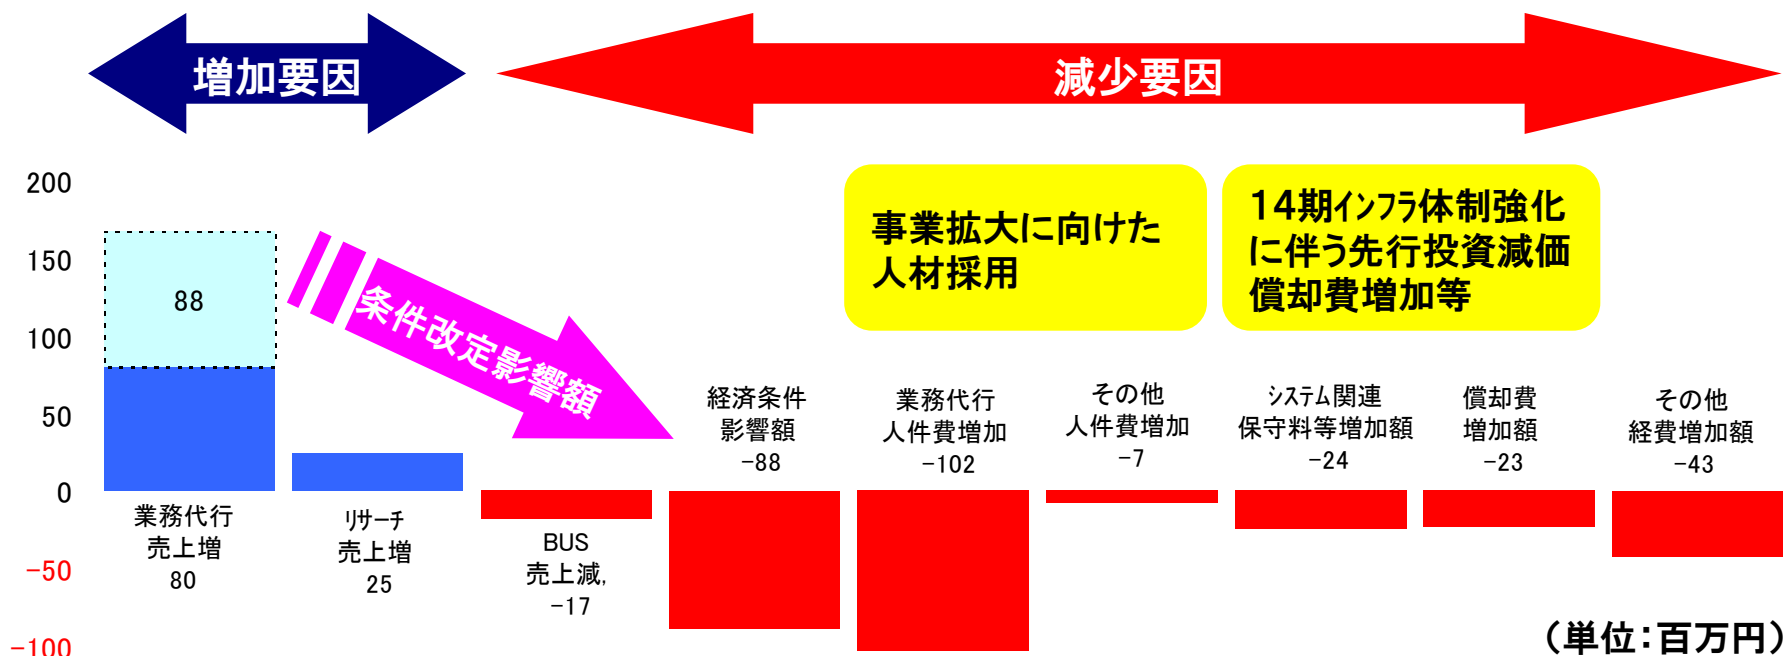 増加要因
減少要因
200
150
100
50
0
-50
-100
88
条件改定影響額
事業拡大に向けた
人材採用
14期インフラ体制強化
に伴う先行投資減価
償却費増加等
業務代行
売上増
80
リサーチ
売上増
25
BUS
売上減,
-17
経済条件
影響額
-88
業務代行
人件費増加
-102
その他
人件費増加
-7
システム関連
保守料等増加額
-24
償却費
増加額
-23
その他
経費増加額
-43
（単位：百万円）